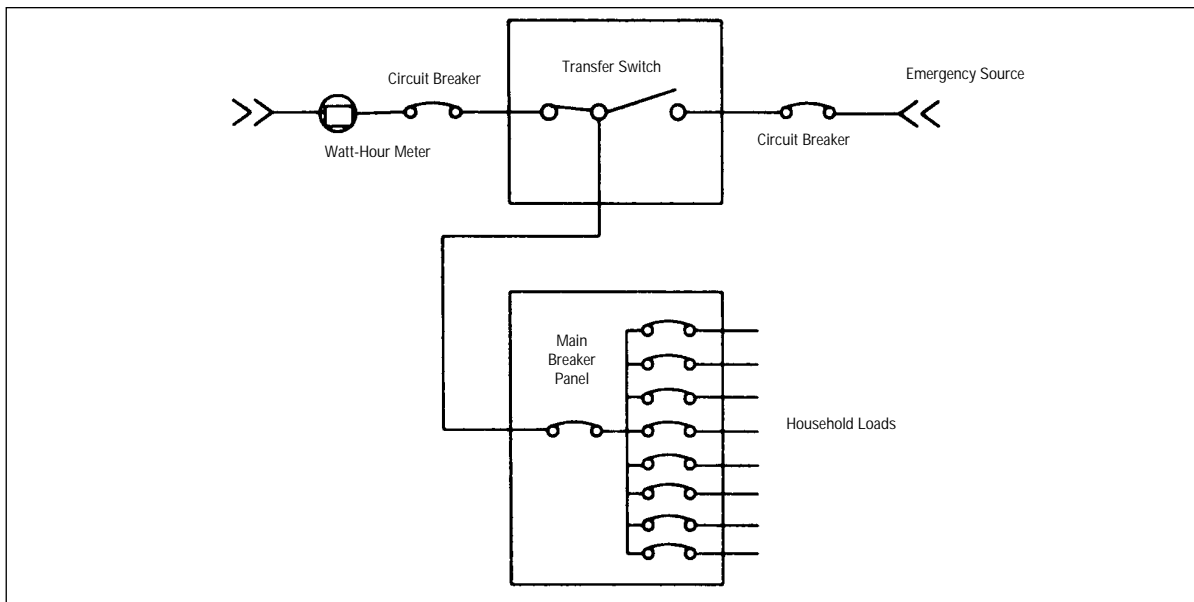 Circuit Breaker
Transfer Switch
Emergency Source
Watt-Hour Meter
Circuit Breaker
Main
Breaker
Panel
Household Loads